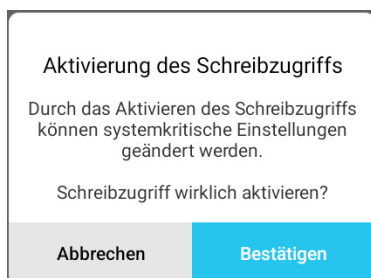 Aktivierung des Schreibzugriffs
Durch das Aktivieren des Schreibzugriffs
können systemkritische Einstellungen
geändert werden.
Schreibzugriff wirklich aktivieren?
Abbrechen
Bestätigen